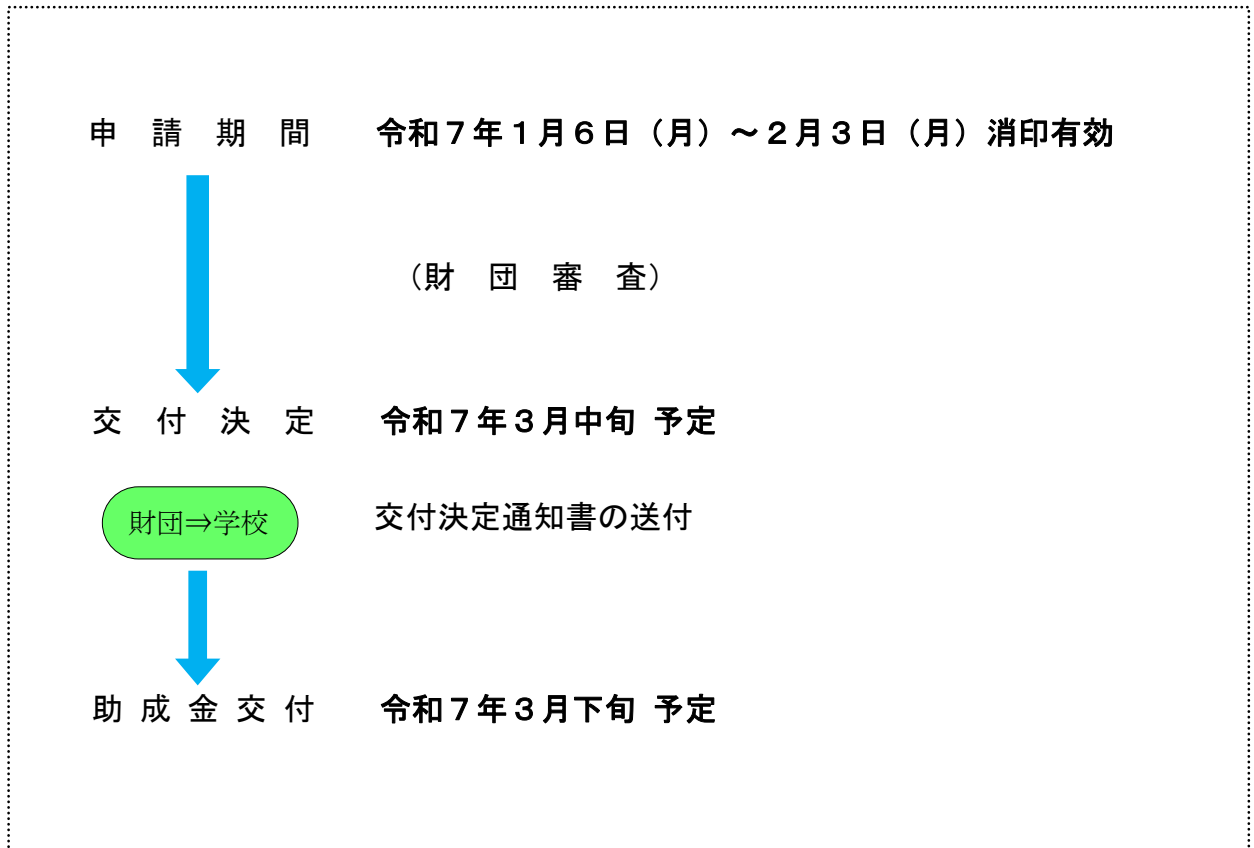 申　請　期　間　　令和７年１月６日（月）～２月３日（月）消印有効
（財　団　審　査）
交　付　決　定　　令和７年３月中旬 予定
財団⇒学校　　交付決定通知書の送付
助 成 金 交 付　　令和７年３月下旬 予定